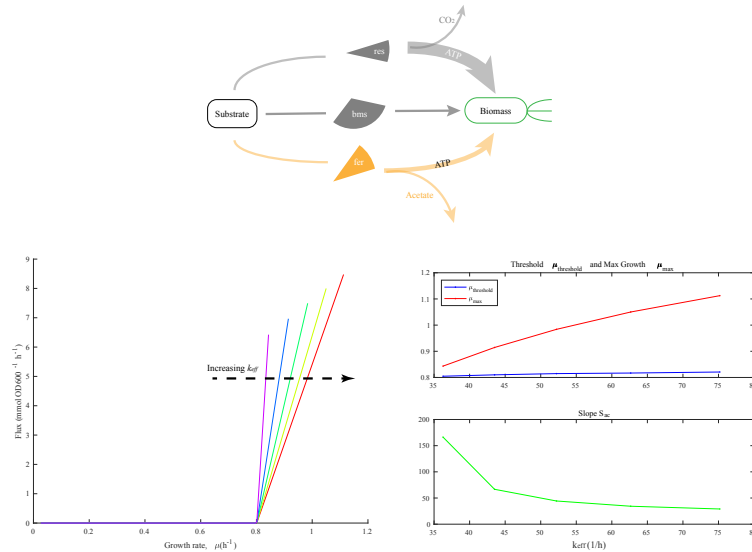 CO₂
res
ATP
Substrate
bms
Biomass
fer
ATP
Acetate
9
8
7
6
5
4
3
2
1
0
Flux (mmol OD600⁻¹ h⁻¹)
Increasing k_eff
0
0.2
0.4
0.6
0.8
1
1.2
Growth rate, μ(h⁻¹)
Threshold μ_threshold and Max Growth μ_max
1.2
1.1
1
0.9
0.8
μ_threshold
μ_max
35 40 45 50 55 60 65 70 75 80
Slope S_ac
200
150
100
50
0
35 40 45 50 55 60 65 70 75 80
k_eff (1/h)